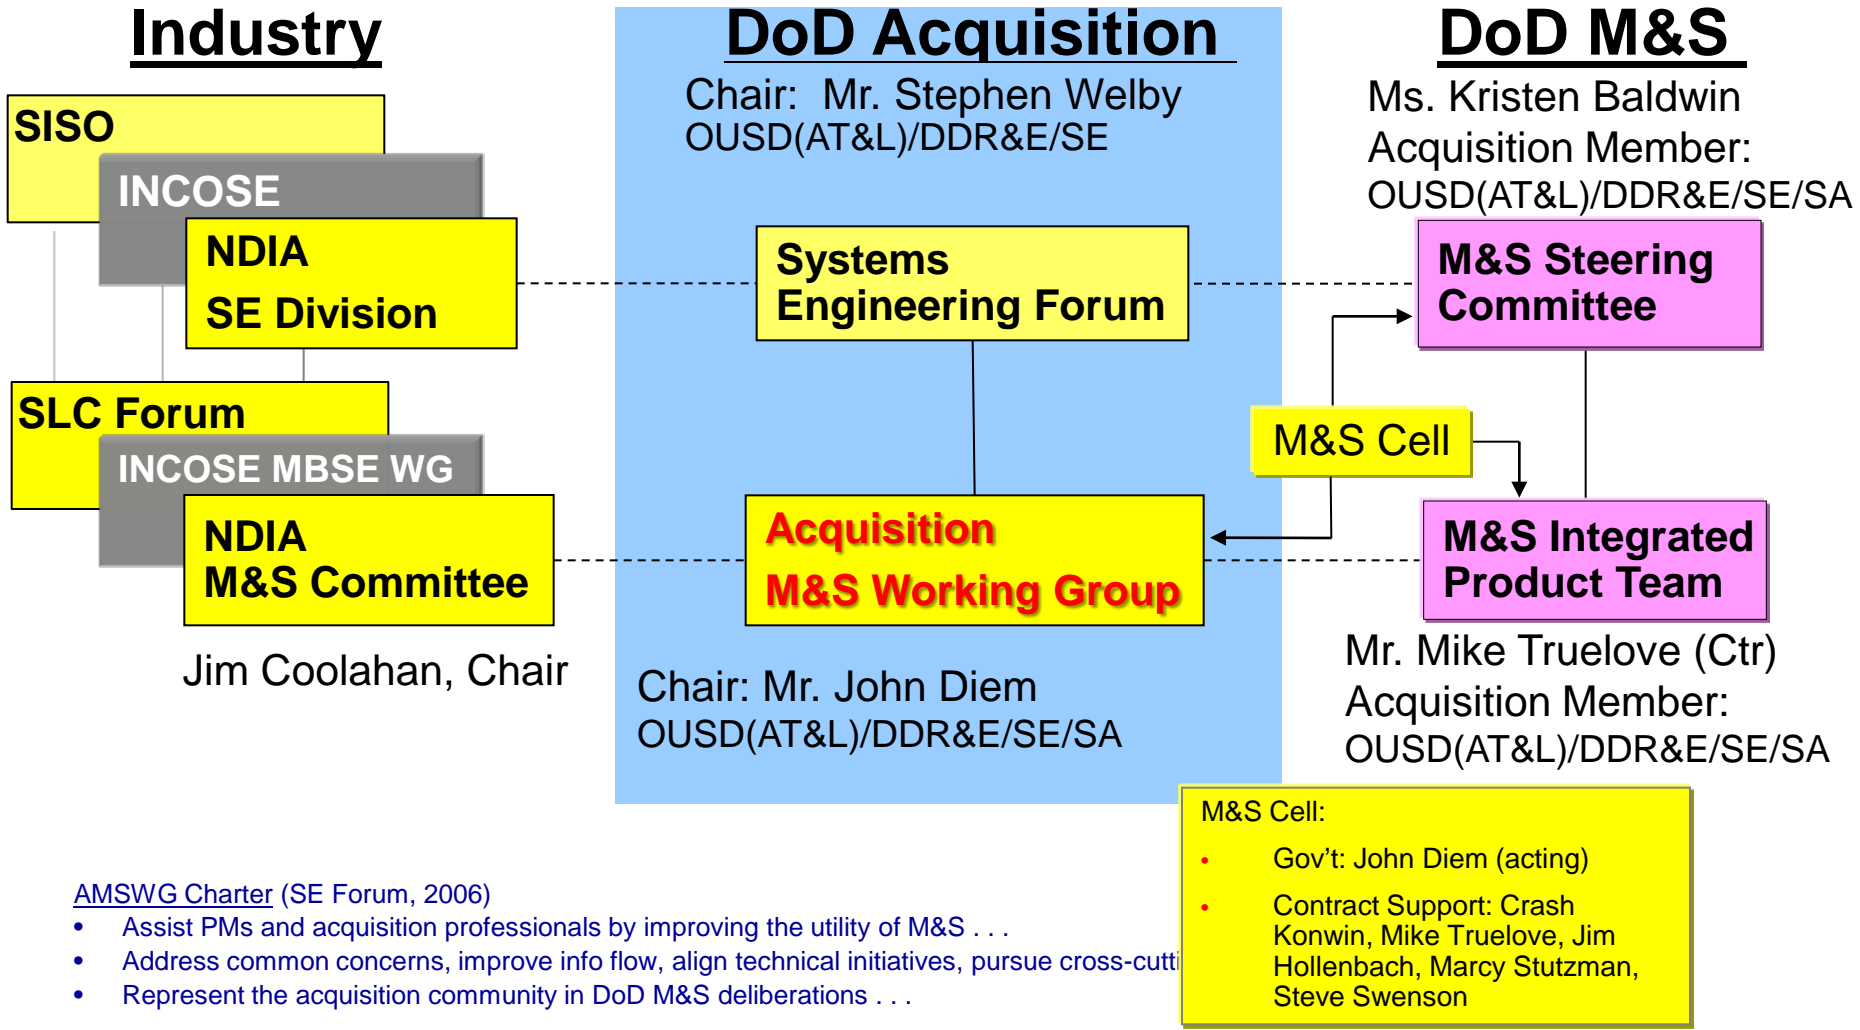 Industry
SISO
INCOSE
NDIA
SE Division
SLC Forum
INCOSE MBSE WG
NDIA
M&S Committee
Jim Coolahan, Chair
DoD Acquisition
Chair: Mr. Stephen Welby
OUSD(AT&L)/DDR&E/SE
Systems
Engineering Forum
Acquisition
M&S Working Group
Chair: Mr. John Diem
OUSD(AT&L)/DDR&E/SE/SA
DoD M&S
Ms. Kristen Baldwin
Acquisition Member:
OUSD(AT&L)/DDR&E/SE/SA
M&S Steering
Committee
M&S Cell
M&S Integrated
Product Team
Mr. Mike Truelove (Ctr)
Acquisition Member:
OUSD(AT&L)/DDR&E/SE/SA
M&S Cell:
• Gov't: John Diem (acting)
• Contract Support: Crash
Konwin, Mike Truelove, Jim
Hollenbach, Marcy Stutzman,
Steve Swenson
AMSWG Charter (SE Forum, 2006)
• Assist PMs and acquisition professionals by improving the utility of M&S . . .
• Address common concerns, improve info flow, align technical initiatives, pursue
• Represent the acquisition community in DoD M&S deliberations . . .